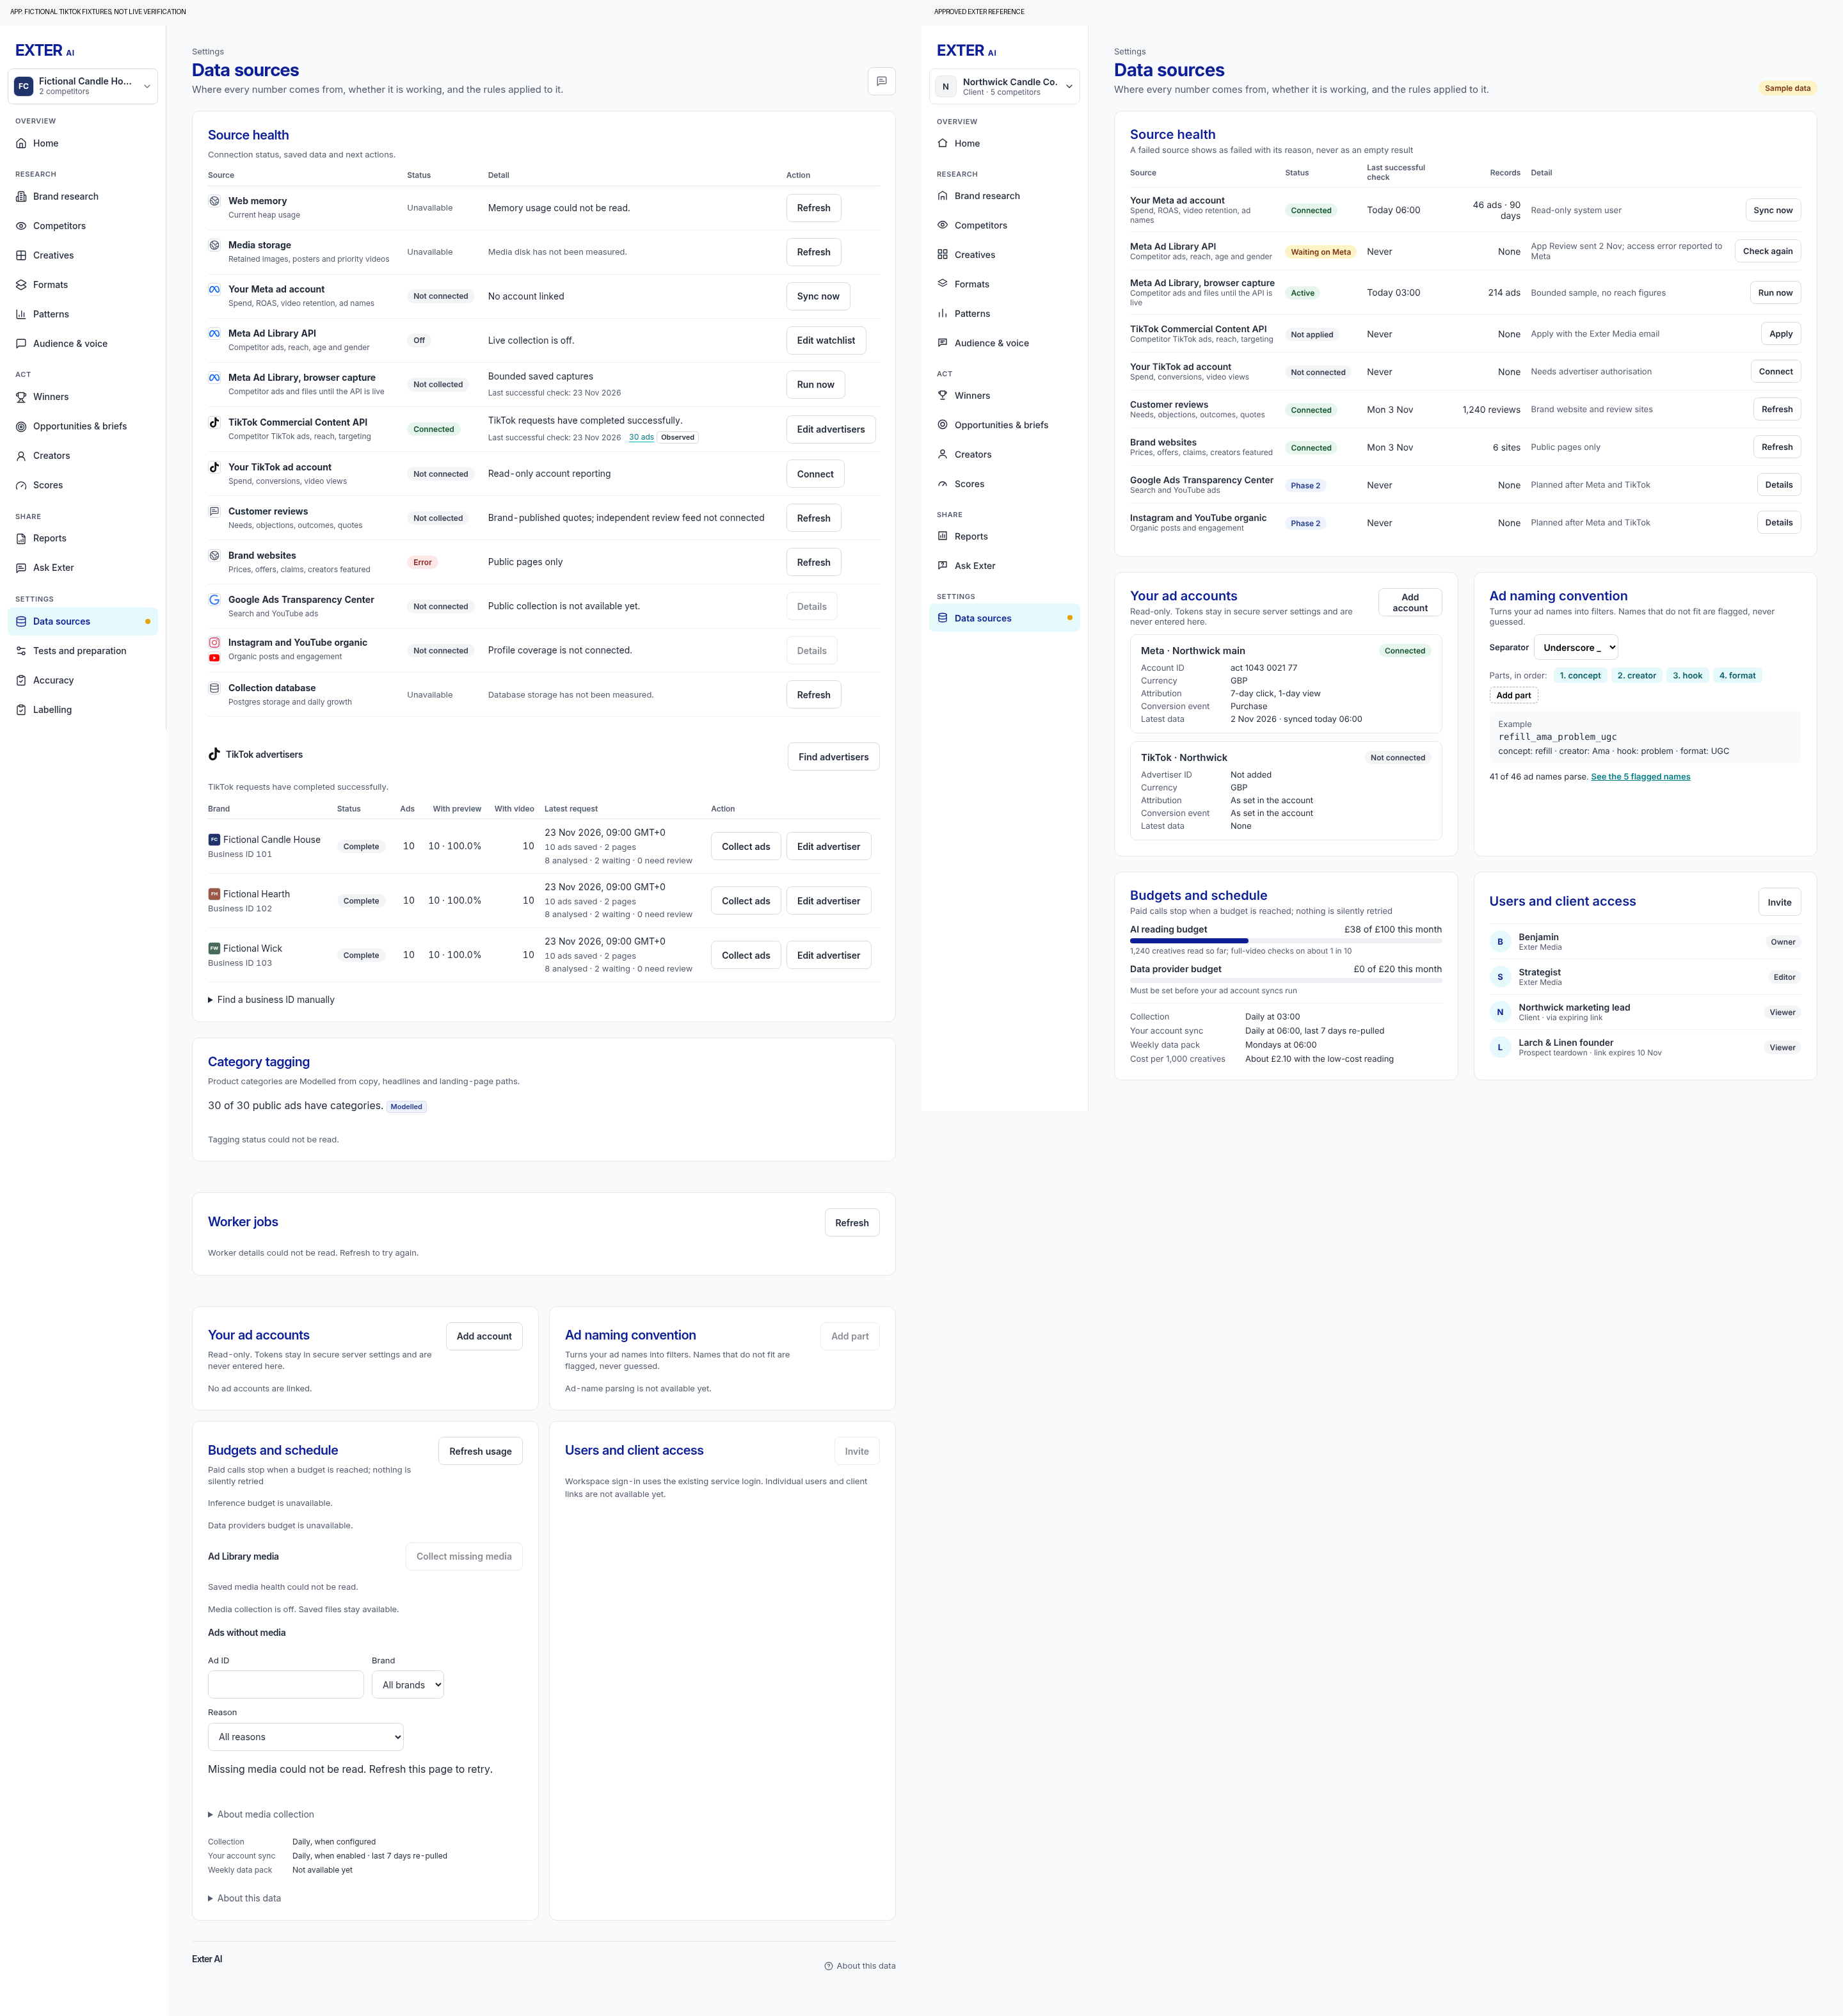 APP: FICTIONAL TIKTOK FIXTURES, NOT LIVE VERIFICATION
EXTER AI
FC
Fictional Candle Ho...
2 competitors
OVERVIEW
Home
RESEARCH
Brand research
Competitors
Creatives
Formats
Patterns
Audience & voice
ACT
Winners
Opportunities & briefs
Creators
Scores
SHARE
Reports
Ask Exter
SETTINGS
Data sources
Tests and preparation
Accuracy
Labelling
Settings
Data sources
Where every number comes from, whether it is working, and the rules applied to it.
Source health
Connection status, saved data and next actions.
Source Status Detail Action
Web memory
Current heap usage
Unavailable
Memory usage could not be read.
Refresh
Media storage
Retained images, posters and priority videos
Unavailable
Media disk has not been measured.
Refresh
Your Meta ad account
Spend, ROAS, video retention, ad names
Not connected
No account linked
Sync now
Meta Ad Library API
Competitor ads, reach, age and gender
Off
Live collection is off.
Edit watchlist
Meta Ad Library, browser capture
Competitor ads and files until the API is live
Not collected
Bounded saved captures
Last successful check: 23 Nov 2026
Run now
TikTok Commercial Content API
Competitor TikTok ads, reach, targeting
Connected
TikTok requests have completed successfully.
Last successful check: 23 Nov 2026 30 ads Observed
Edit advertisers
Your TikTok ad account
Spend, conversions, video views
Not connected
Read-only account reporting
Connect
Customer reviews
Needs, objections, outcomes, quotes
Not collected
Brand-published quotes; independent review feed not connected
Refresh
Brand websites
Prices, offers, claims, creators featured
Error
Public pages only
Refresh
Google Ads Transparency Center
Search and YouTube ads
Not connected
Public collection is not available yet.
Details
Instagram and YouTube organic
Organic posts and engagement
Not connected
Profile coverage is not connected.
Details
Collection database
Postgres storage and daily growth
Unavailable
Database storage has not been measured.
Refresh
TikTok advertisers
Find advertisers
TikTok requests have completed successfully.
Brand Status Ads With preview With video Latest request Action
FC Fictional Candle House
Business ID 101
Complete 10 10 · 100.0% 10
23 Nov 2026, 09:00 GMT+0
10 ads saved · 2 pages
8 analysed · 2 waiting · 0 need review
Collect ads Edit advertiser
FH Fictional Hearth
Business ID 102
Complete 10 10 · 100.0% 10
23 Nov 2026, 09:00 GMT+0
10 ads saved · 2 pages
8 analysed · 2 waiting · 0 need review
Collect ads Edit advertiser
FW Fictional Wick
Business ID 103
Complete 10 10 · 100.0% 10
23 Nov 2026, 09:00 GMT+0
10 ads saved · 2 pages
8 analysed · 2 waiting · 0 need review
Collect ads Edit advertiser
Find a business ID manually
Category tagging
Product categories are Modelled from copy, headlines and landing-page paths.
30 of 30 public ads have categories. Modelled
Tagging status could not be read.
Worker jobs
Refresh
Worker details could not be read. Refresh to try again.
Your ad accounts
Add account
Read-only. Tokens stay in secure server settings and are
never entered here.
No ad accounts are linked.
Ad naming convention
Add part
Turns your ad names into filters. Names that do not fit are
flagged, never guessed.
Ad-name parsing is not available yet.
Budgets and schedule
Refresh usage
Paid calls stop when a budget is reached; nothing is
silently retried
Inference budget is unavailable.
Data providers budget is unavailable.
Ad Library media
Collect missing media
Saved media health could not be read.
Media collection is off. Saved files stay available.
Ads without media
Ad ID Brand
All brands
Reason
All reasons
Missing media could not be read. Refresh this page to retry.
About media collection
Collection Daily, when configured
Your account sync Daily, when enabled · last 7 days re-pulled
Weekly data pack Not available yet
About this data
Users and client access
Invite
Workspace sign-in uses the existing service login. Individual users and client
links are not available yet.
Exter AI
About this data
APPROVED EXTER REFERENCE
EXTER AI
N
Northwick Candle Co.
Client · 5 competitors
OVERVIEW
Home
RESEARCH
Brand research
Competitors
Creatives
Formats
Patterns
Audience & voice
ACT
Winners
Opportunities & briefs
Creators
Scores
SHARE
Reports
Ask Exter
SETTINGS
Data sources
Settings
Data sources
Where every number comes from, whether it is working, and the rules applied to it.
Sample data
Source health
A failed source shows as failed with its reason, never as an empty result
Source Status Last successful
check
Records Detail
Your Meta ad account
Spend, ROAS, video retention, ad
names
Connected
Today 06:00
46 ads · 90
days
Read-only system user
Sync now
Meta Ad Library API
Competitor ads, reach, age and gender
Waiting on Meta
Never
None
App Review sent 2 Nov; access error reported to
Meta
Check again
Meta Ad Library, browser capture
Competitor ads and files until the API is
live
Active
Today 03:00
214 ads
Bounded sample, no reach figures
Run now
TikTok Commercial Content API
Competitor TikTok ads, reach, targeting
Not applied
Never
None
Apply with the Exter Media email
Apply
Your TikTok ad account
Spend, conversions, video views
Not connected
Never
None
Needs advertiser authorisation
Connect
Customer reviews
Needs, objections, outcomes, quotes
Connected
Mon 3 Nov
1,240 reviews
Brand website and review sites
Refresh
Brand websites
Prices, offers, claims, creators featured
Connected
Mon 3 Nov
6 sites
Public pages only
Refresh
Google Ads Transparency Center
Search and YouTube ads
Phase 2
Never
None
Planned after Meta and TikTok
Details
Instagram and YouTube organic
Organic posts and engagement
Phase 2
Never
None
Planned after Meta and TikTok
Details
Your ad accounts
Add
account
Read-only. Tokens stay in secure server settings and are
never entered here.
Meta · Northwick main
Connected
Account ID act 1043 0021 77
Currency GBP
Attribution 7-day click, 1-day view
Conversion event Purchase
Latest data 2 Nov 2026 · synced today 06:00
TikTok · Northwick
Not connected
Advertiser ID Not added
Currency GBP
Attribution As set in the account
Conversion event As set in the account
Latest data None
Ad naming convention
Turns your ad names into filters. Names that do not fit are flagged, never
guessed.
Separator Underscore _
Parts, in order: 1. concept 2. creator 3. hook 4. format
Add part
Example
refill_ama_problem_ugc
concept: refill · creator: Ama · hook: problem · format: UGC
41 of 46 ad names parse. See the 5 flagged names
Budgets and schedule
Paid calls stop when a budget is reached; nothing is silently retried
AI reading budget £38 of £100 this month
1,240 creatives read so far; full-video checks on about 1 in 10
Data provider budget £0 of £20 this month
Must be set before your ad account syncs run
Collection Daily at 03:00
Your account sync Daily at 06:00, last 7 days re-pulled
Weekly data pack Mondays at 06:00
Cost per 1,000 creatives About £2.10 with the low-cost reading
Users and client access
Invite
B Benjamin
Exter Media
Owner
S Strategist
Exter Media
Editor
N Northwick marketing lead
Client · via expiring link
Viewer
L Larch & Linen founder
Prospect teardown · link expires 10 Nov
Viewer